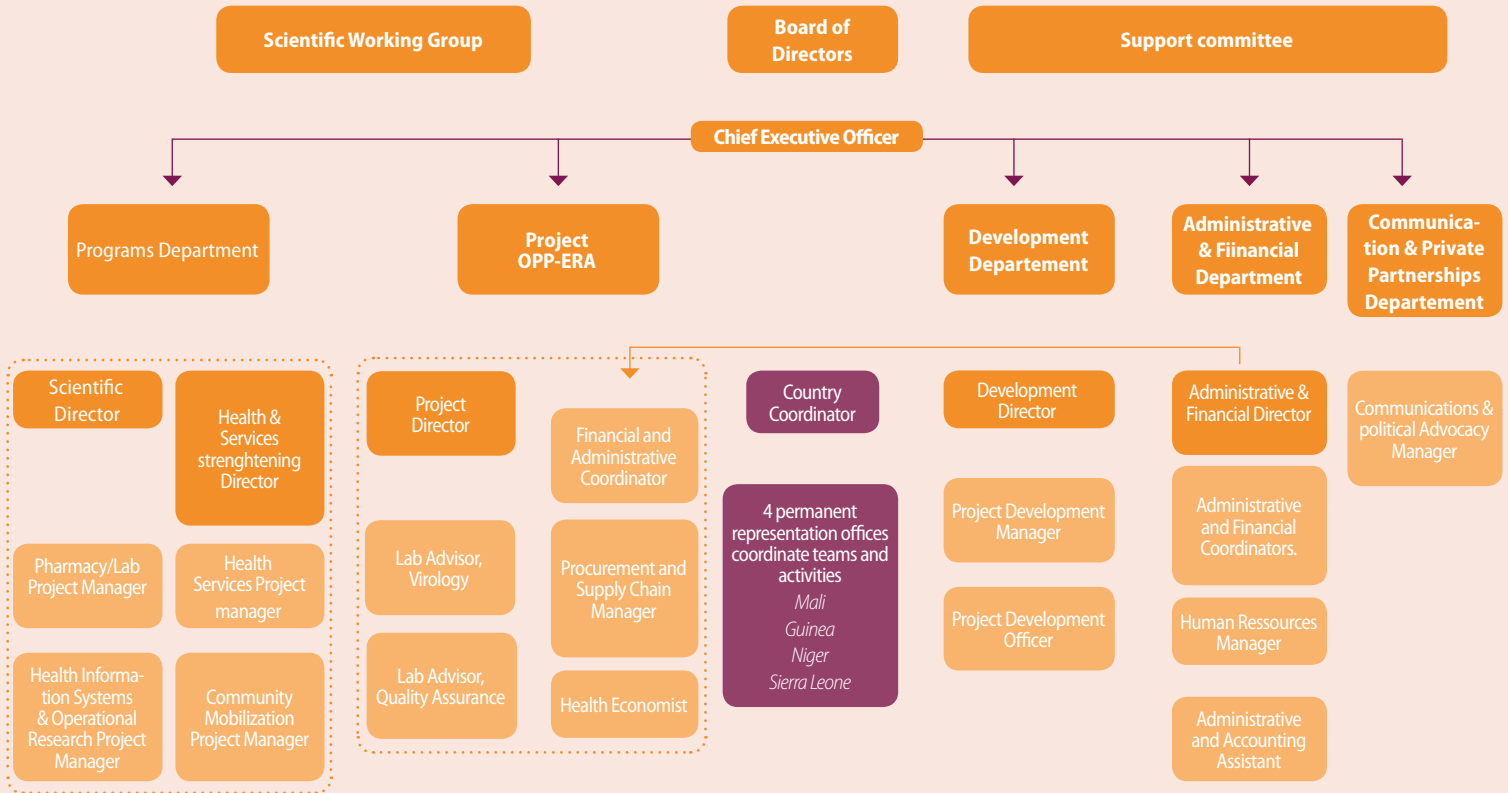 Scientific Working Group
Board of
Directors
Support committee
Chief Executive Officer
Programs Department
Project
OPP-ERA
Development
Departement
Administrative
& Fiinancial
Department
Communica-
tion & Private
Partnerships
Departement
Scientific
Director
Health &
Services
strenghtening
Director
Pharmacy/Lab
Project Manager
Health
Services Project
manager
Health Informa-
tion Systems
& Operational
Research Project
Manager
Community
Mobilization
Project Manager
Project
Director
Financial and
Administrative
Coordinator
Lab Advisor,
Virology
Procurement and
Supply Chain
Manager
Lab Advisor,
Quality Assurance
Health Economist
Country
Coordinator
4 permanent
representation offices
coordinate teams and
activities
Mali
Guinea
Niger
Sierra Leone
Development
Director
Project Development
Manager
Project Development
Officer
Administrative &
Financial Director
Administrative
and Financial
Coordinators.
Human Ressources
Manager
Administrative
and Accounting
Assistant
Communications &
political Advocacy
Manager